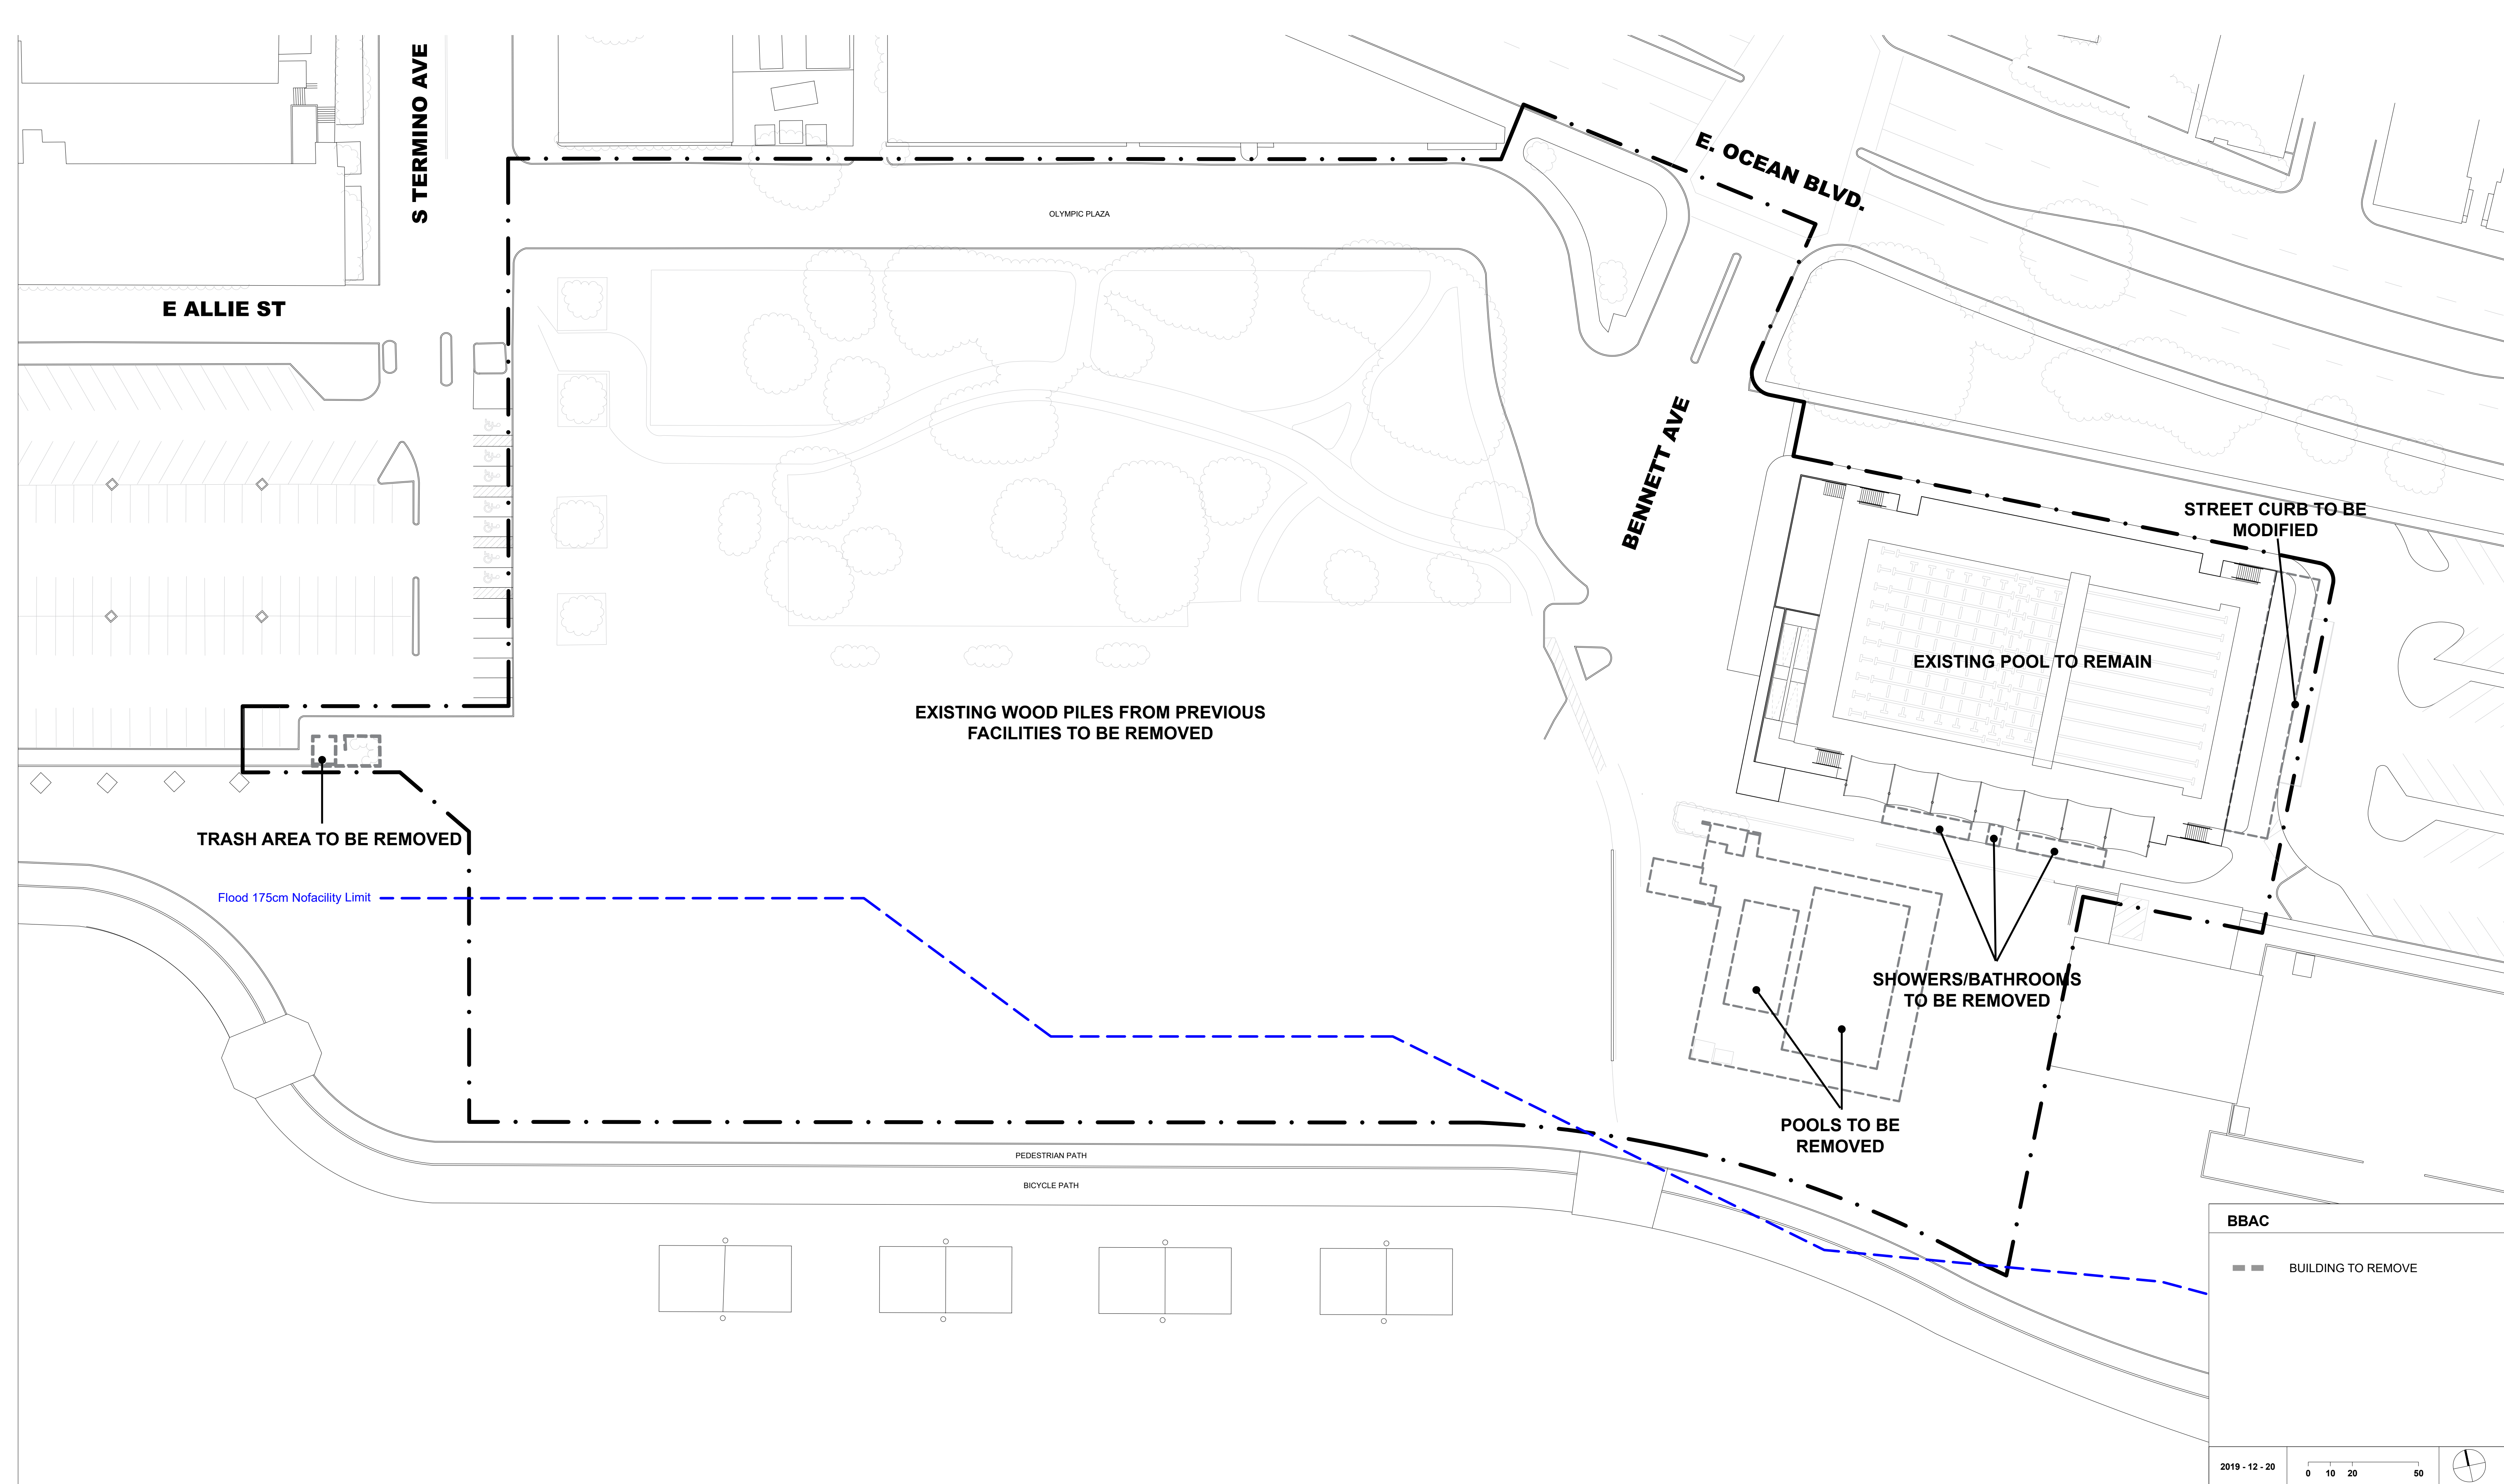 S TERMINO AVE
E. OCEAN BLVD.
OLYMPIC PLAZA
E ALLIE ST
BENNETT AVE
STREET CURB TO BE
MODIFIED
EXISTING POOL TO REMAIN
EXISTING WOOD PILES FROM PREVIOUS
FACILITIES TO BE REMOVED
TRASH AREA TO BE REMOVED
Flood 175cm Nofacility Limit
SHOWERS/BATHROOMS
TO BE REMOVED
POOLS TO BE
REMOVED
PEDESTRIAN PATH
BICYCLE PATH
BBAC
BUILDING TO REMOVE
2019 - 12 - 20
0 10 20 50